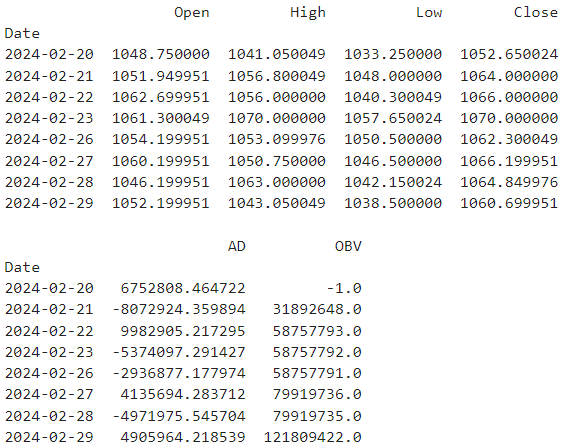 Open High Low Close
Date
2024-02-20 1048.750000 1041.050049 1033.250000 1052.650024
2024-02-21 1051.949951 1056.800049 1048.000000 1064.000000
2024-02-22 1062.699951 1056.000000 1040.300049 1066.000000
2024-02-23 1061.300049 1070.000000 1057.650024 1070.000000
2024-02-26 1054.199951 1053.099976 1050.500000 1062.300049
2024-02-27 1060.199951 1050.750000 1046.500000 1066.199951
2024-02-28 1046.199951 1063.000000 1042.150024 1064.849976
2024-02-29 1052.199951 1043.050049 1038.500000 1060.699951
AD OBV
Date
2024-02-20 6752808.464722 -1.0
2024-02-21 -8072924.359894 31892648.0
2024-02-22 9982905.217295 58757793.0
2024-02-23 -5374097.291427 58757792.0
2024-02-26 -2936877.177974 58757791.0
2024-02-27 4135694.283712 79919736.0
2024-02-28 -4971975.545704 79919735.0
2024-02-29 4905964.218539 121809422.0